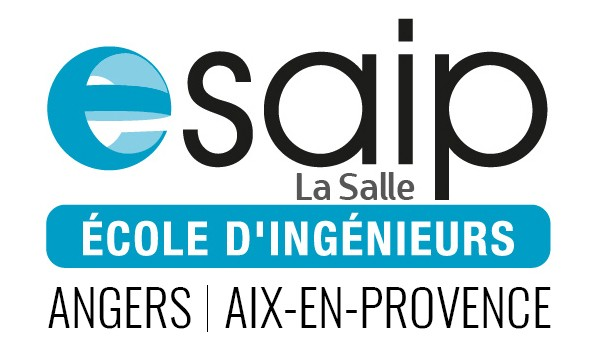 esaip
La Salle
ÉCOLE D'INGÉNIEURS
ANGERS | AIX-EN-PROVENCE